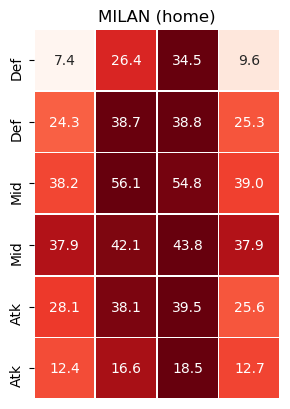 MILAN (home)
Def 7.4 26.4 34.5 9.6
Def 24.3 38.7 38.8 25.3
Mid 38.2 56.1 54.8 39.0
Mid 37.9 42.1 43.8 37.9
Atk 28.1 38.1 39.5 25.6
Atk 12.4 16.6 18.5 12.7